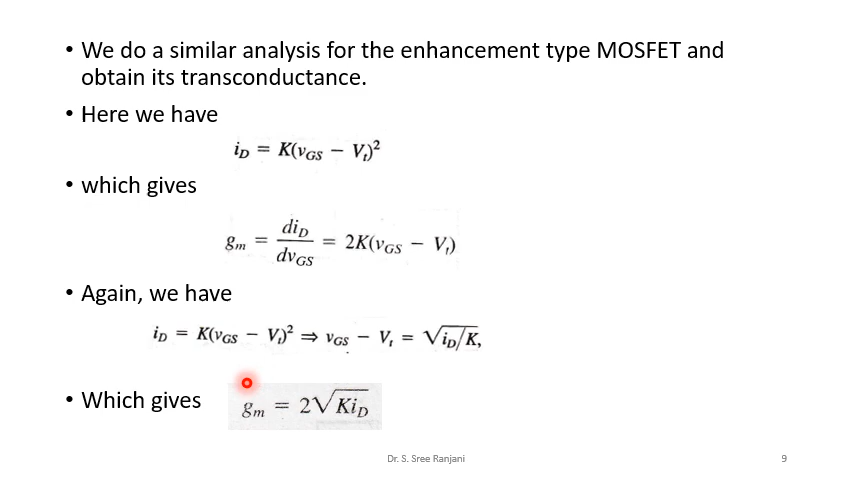 • We do a similar analysis for the enhancement type MOSFET and
obtain its transconductance.
• Here we have
i_D = K(v_GS − V_t)²
• which gives
g_m = di_D/dv_GS = 2K(v_GS − V_t)
• Again, we have
i_D = K(v_GS − V_t)² ⇒ v_GS − V_t = √(i_D/K),
• Which gives g_m = 2√(Ki_D)
Dr. S. Sree Ranjani 9